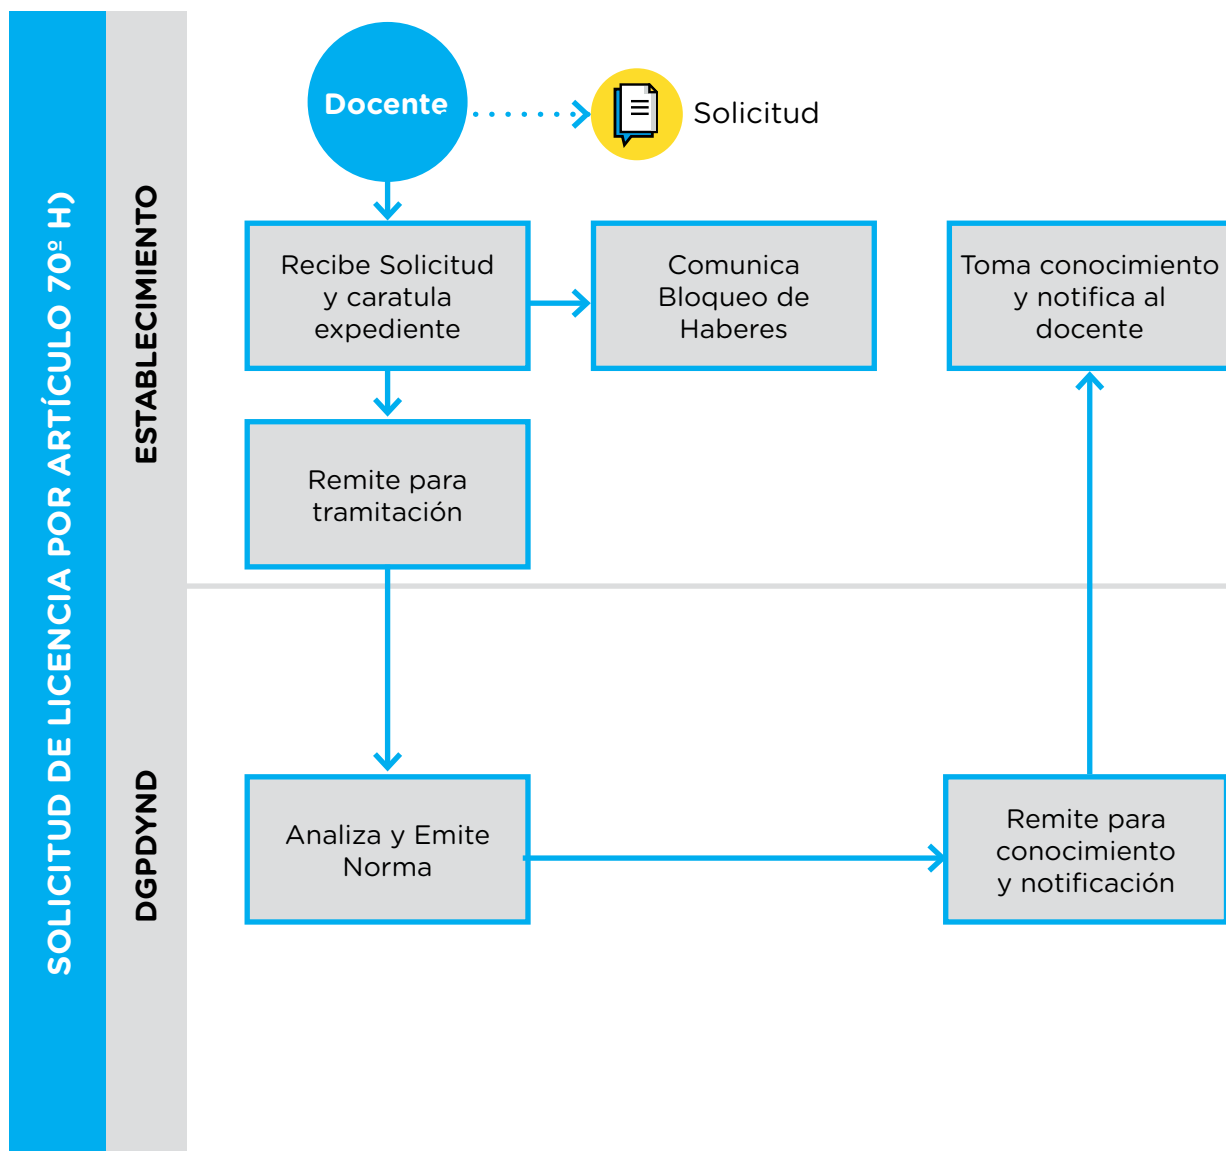 SOLICITUD DE LICENCIA POR ARTÍCULO 70º H)
ESTABLECIMIENTO
Docente
Solicitud
Recibe Solicitud
y caratula
expediente
Comunica
Bloqueo de
Haberes
Toma conocimiento
y notifica al
docente
Remite para
tramitación
DGPDYND
Analiza y Emite
Norma
Remite para
conocimiento
y notificación